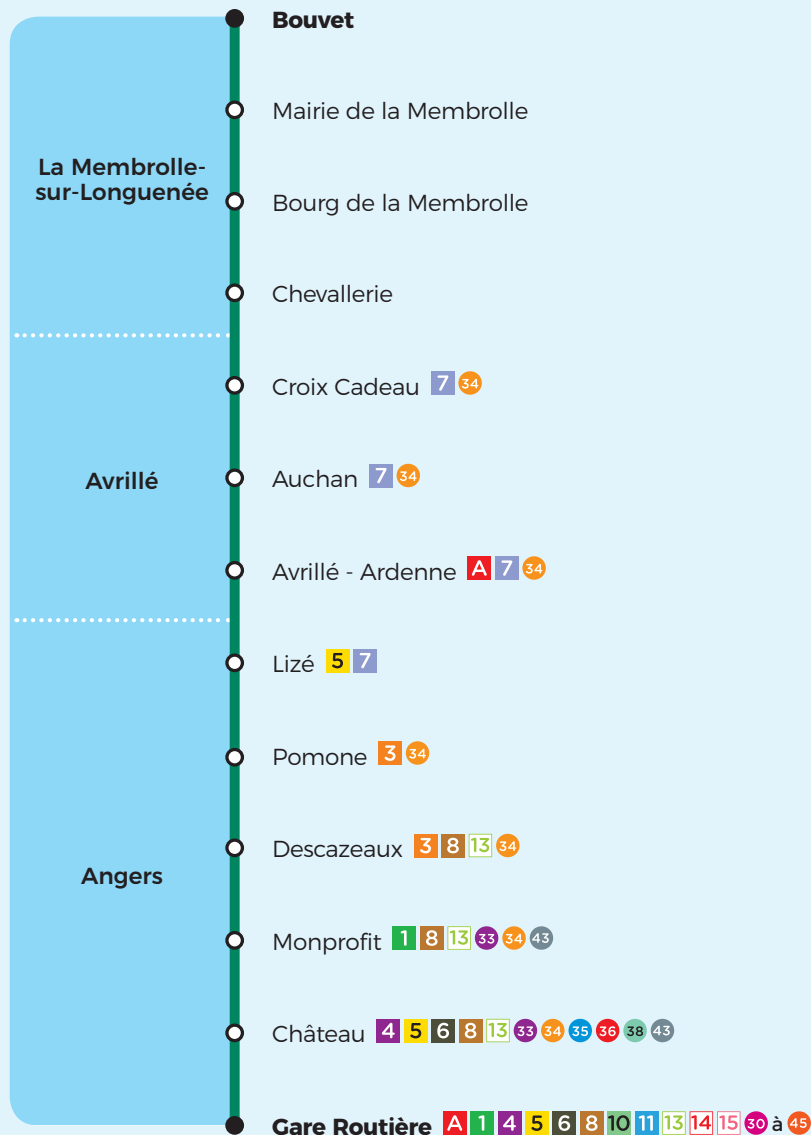 Bouvet
Mairie de la Membrolle
La Membrolle-
sur-Longuenée
Bourg de la Membrolle
Chevallerie
Croix Cadeau 7 34
Avrillé
Auchan 7 34
Avrillé - Ardenne A 7 34
Lizé 5 7
Pomone 3 34
Descazeaux 3 8 13 34
Angers
Monprofit 1 8 13 33 34 43
Château 4 5 6 8 13 33 34 35 36 38 43
Gare Routière A 1 4 5 6 8 10 11 13 14 15 30 à 45